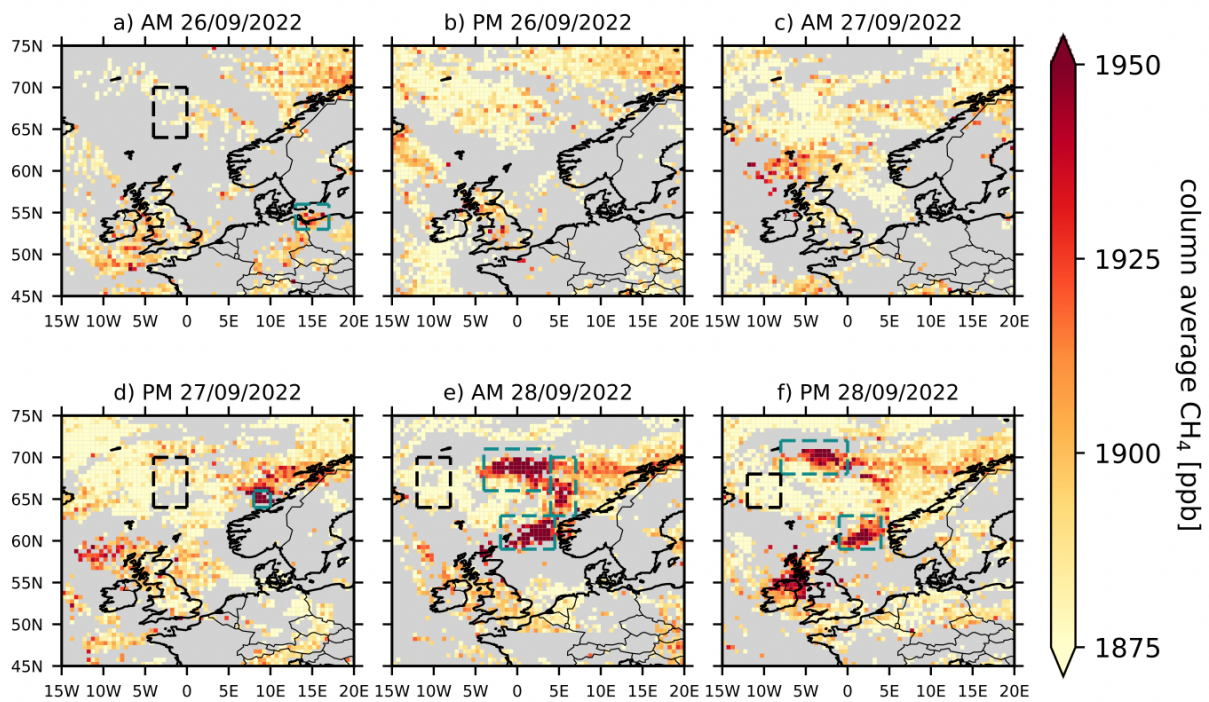 a) AM 26/09/2022
b) PM 26/09/2022
c) AM 27/09/2022
75N
70N
65N
60N
55N
50N
45N
15W 10W 5W 0 5E 10E 15E 20E
15W 10W 5W 0 5E 10E 15E 20E
15W 10W 5W 0 5E 10E 15E 20E
d) PM 27/09/2022
e) AM 28/09/2022
f) PM 28/09/2022
75N
70N
65N
60N
55N
50N
45N
15W 10W 5W 0 5E 10E 15E 20E
15W 10W 5W 0 5E 10E 15E 20E
15W 10W 5W 0 5E 10E 15E 20E
1950
1925
1900
1875
column average CH₄ [ppb]